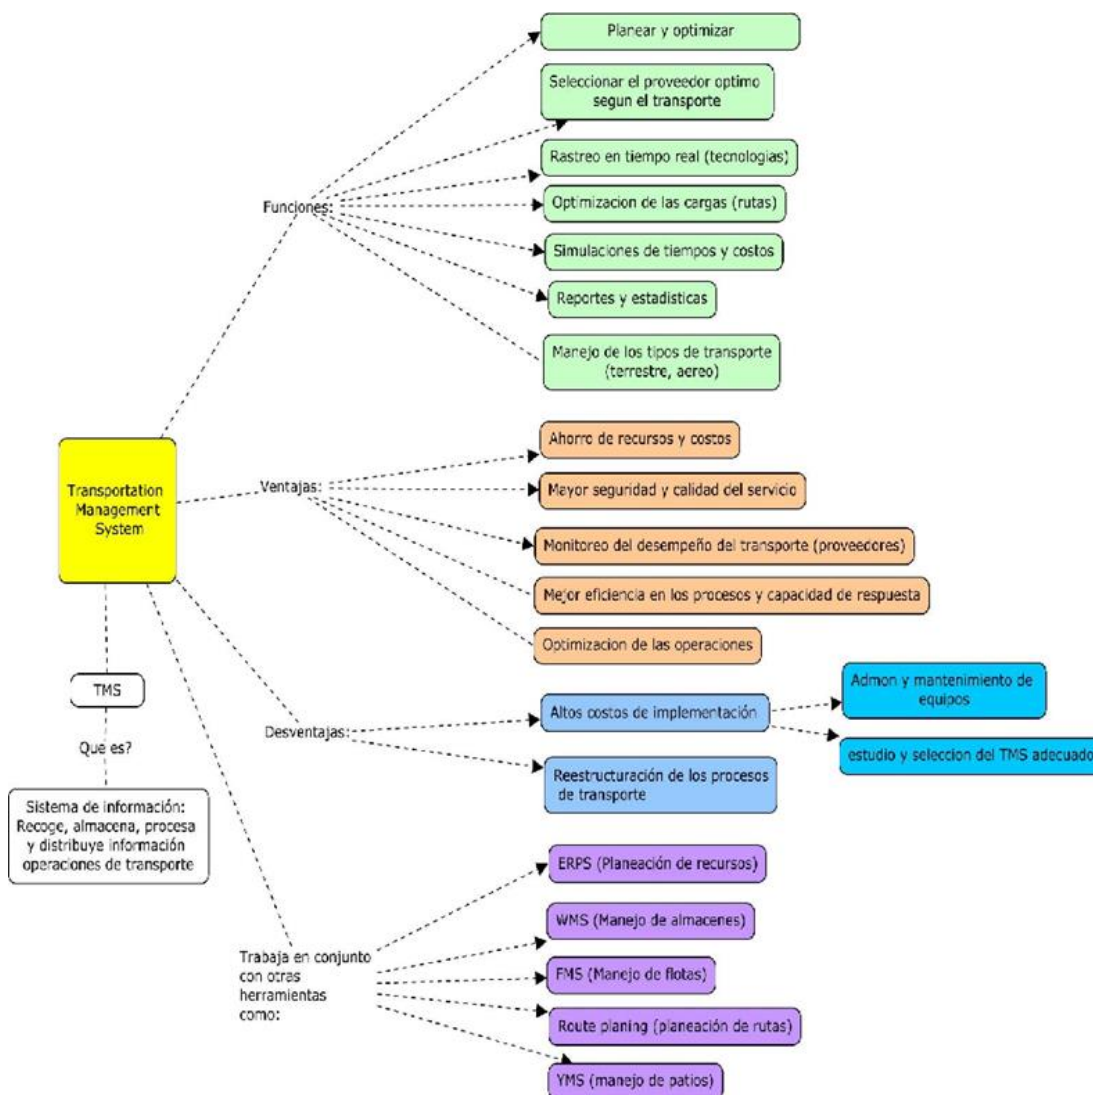 Planear y optimizar
Seleccionar el proveedor optimo
segun el transporte
Rastreo en tiempo real (tecnologias)
Funciones:
Optimizacion de las cargas (rutas)
Simulaciones de tiempos y costos
Reportes y estadisticas
Manejo de los tipos de transporte
(terrestre, aereo)
Transportation
Management
System
Ventajas:
Ahorro de recursos y costos
Mayor seguridad y calidad del servicio
Monitoreo del desempeño del transporte (proveedores)
Mejor eficiencia en los procesos y capacidad de respuesta
Optimizacion de las operaciones
TMS
Que es?
Sistema de información:
Recoge, almacena, procesa
y distribuye información
operaciones de transporte
Desventajas:
Altos costos de implementación
Admon y mantenimiento de
equipos
estudio y seleccion del TMS adecuado
Reestructuración de los procesos
de transporte
Trabaja en conjunto
con otras
herramientas
como:
ERPS (Planeación de recursos)
WMS (Manejo de almacenes)
FMS (Manejo de flotas)
Route planing (planeación de rutas)
YMS (manejo de patios)